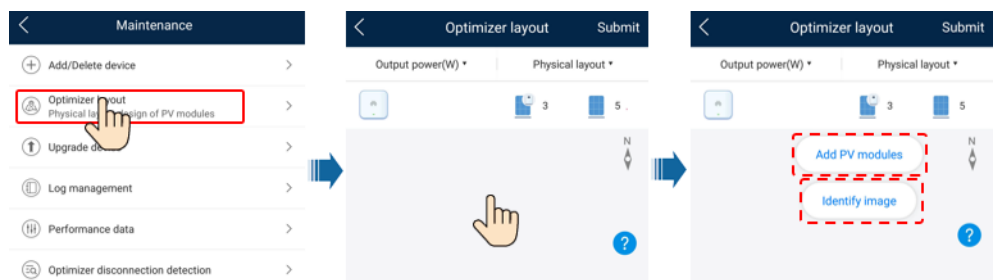 Maintenance
Add/Delete device
Optimizer layout
Physical layout design of PV modules
Upgrade device
Log management
Performance data
Optimizer disconnection detection
Optimizer layout Submit
Output power(W) Physical layout
3 5
N
?
Optimizer layout Submit
Output power(W) Physical layout
3 5
N
Add PV modules
Identify image
?